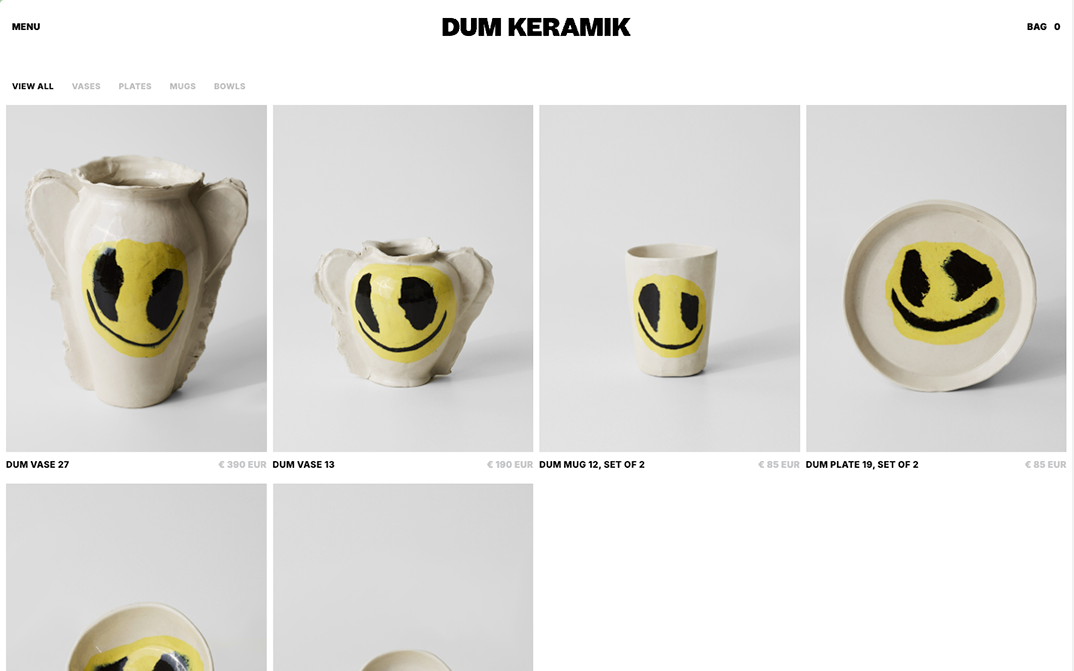 MENU
DUM KERAMIK
BAG 0
VIEW ALL VASES PLATES MUGS BOWLS
DUM VASE 27 € 390 EUR
DUM VASE 13 € 190 EUR
DUM MUG 12, SET OF 2 € 85 EUR
DUM PLATE 19, SET OF 2 € 85 EUR